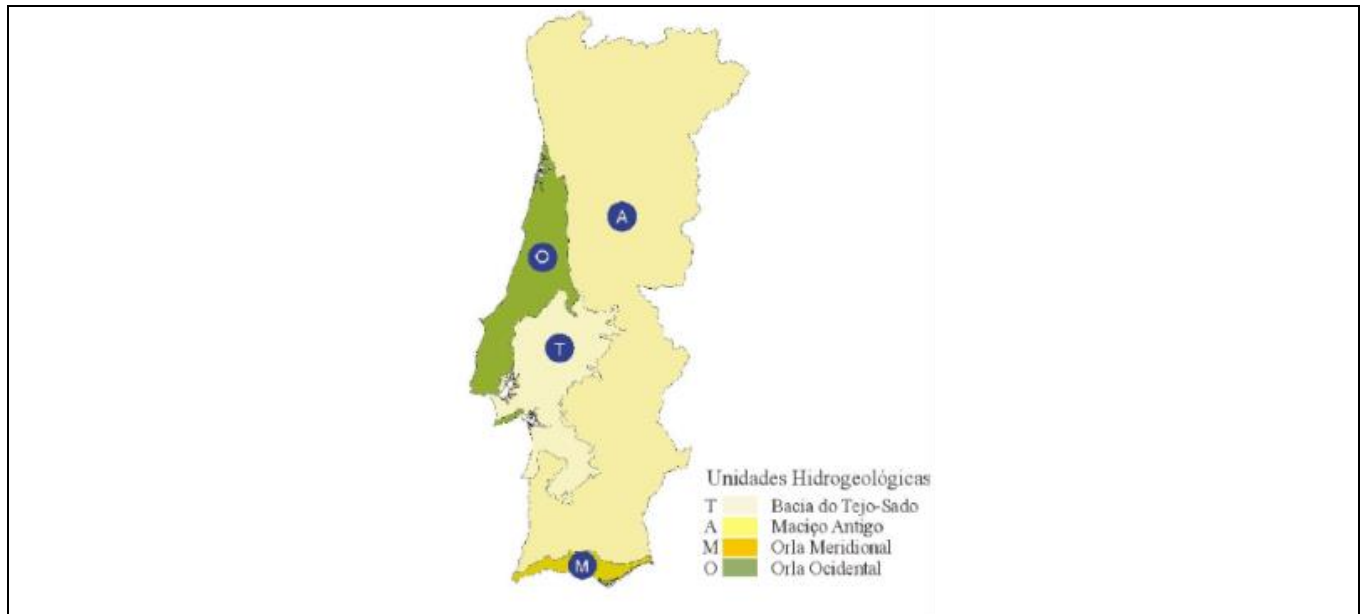 A
O
T
Unidades Hidrogeológicas
T Bacia do Tejo-Sado
A Maciço Antigo
M Orla Meridional
O Orla Ocidental
M